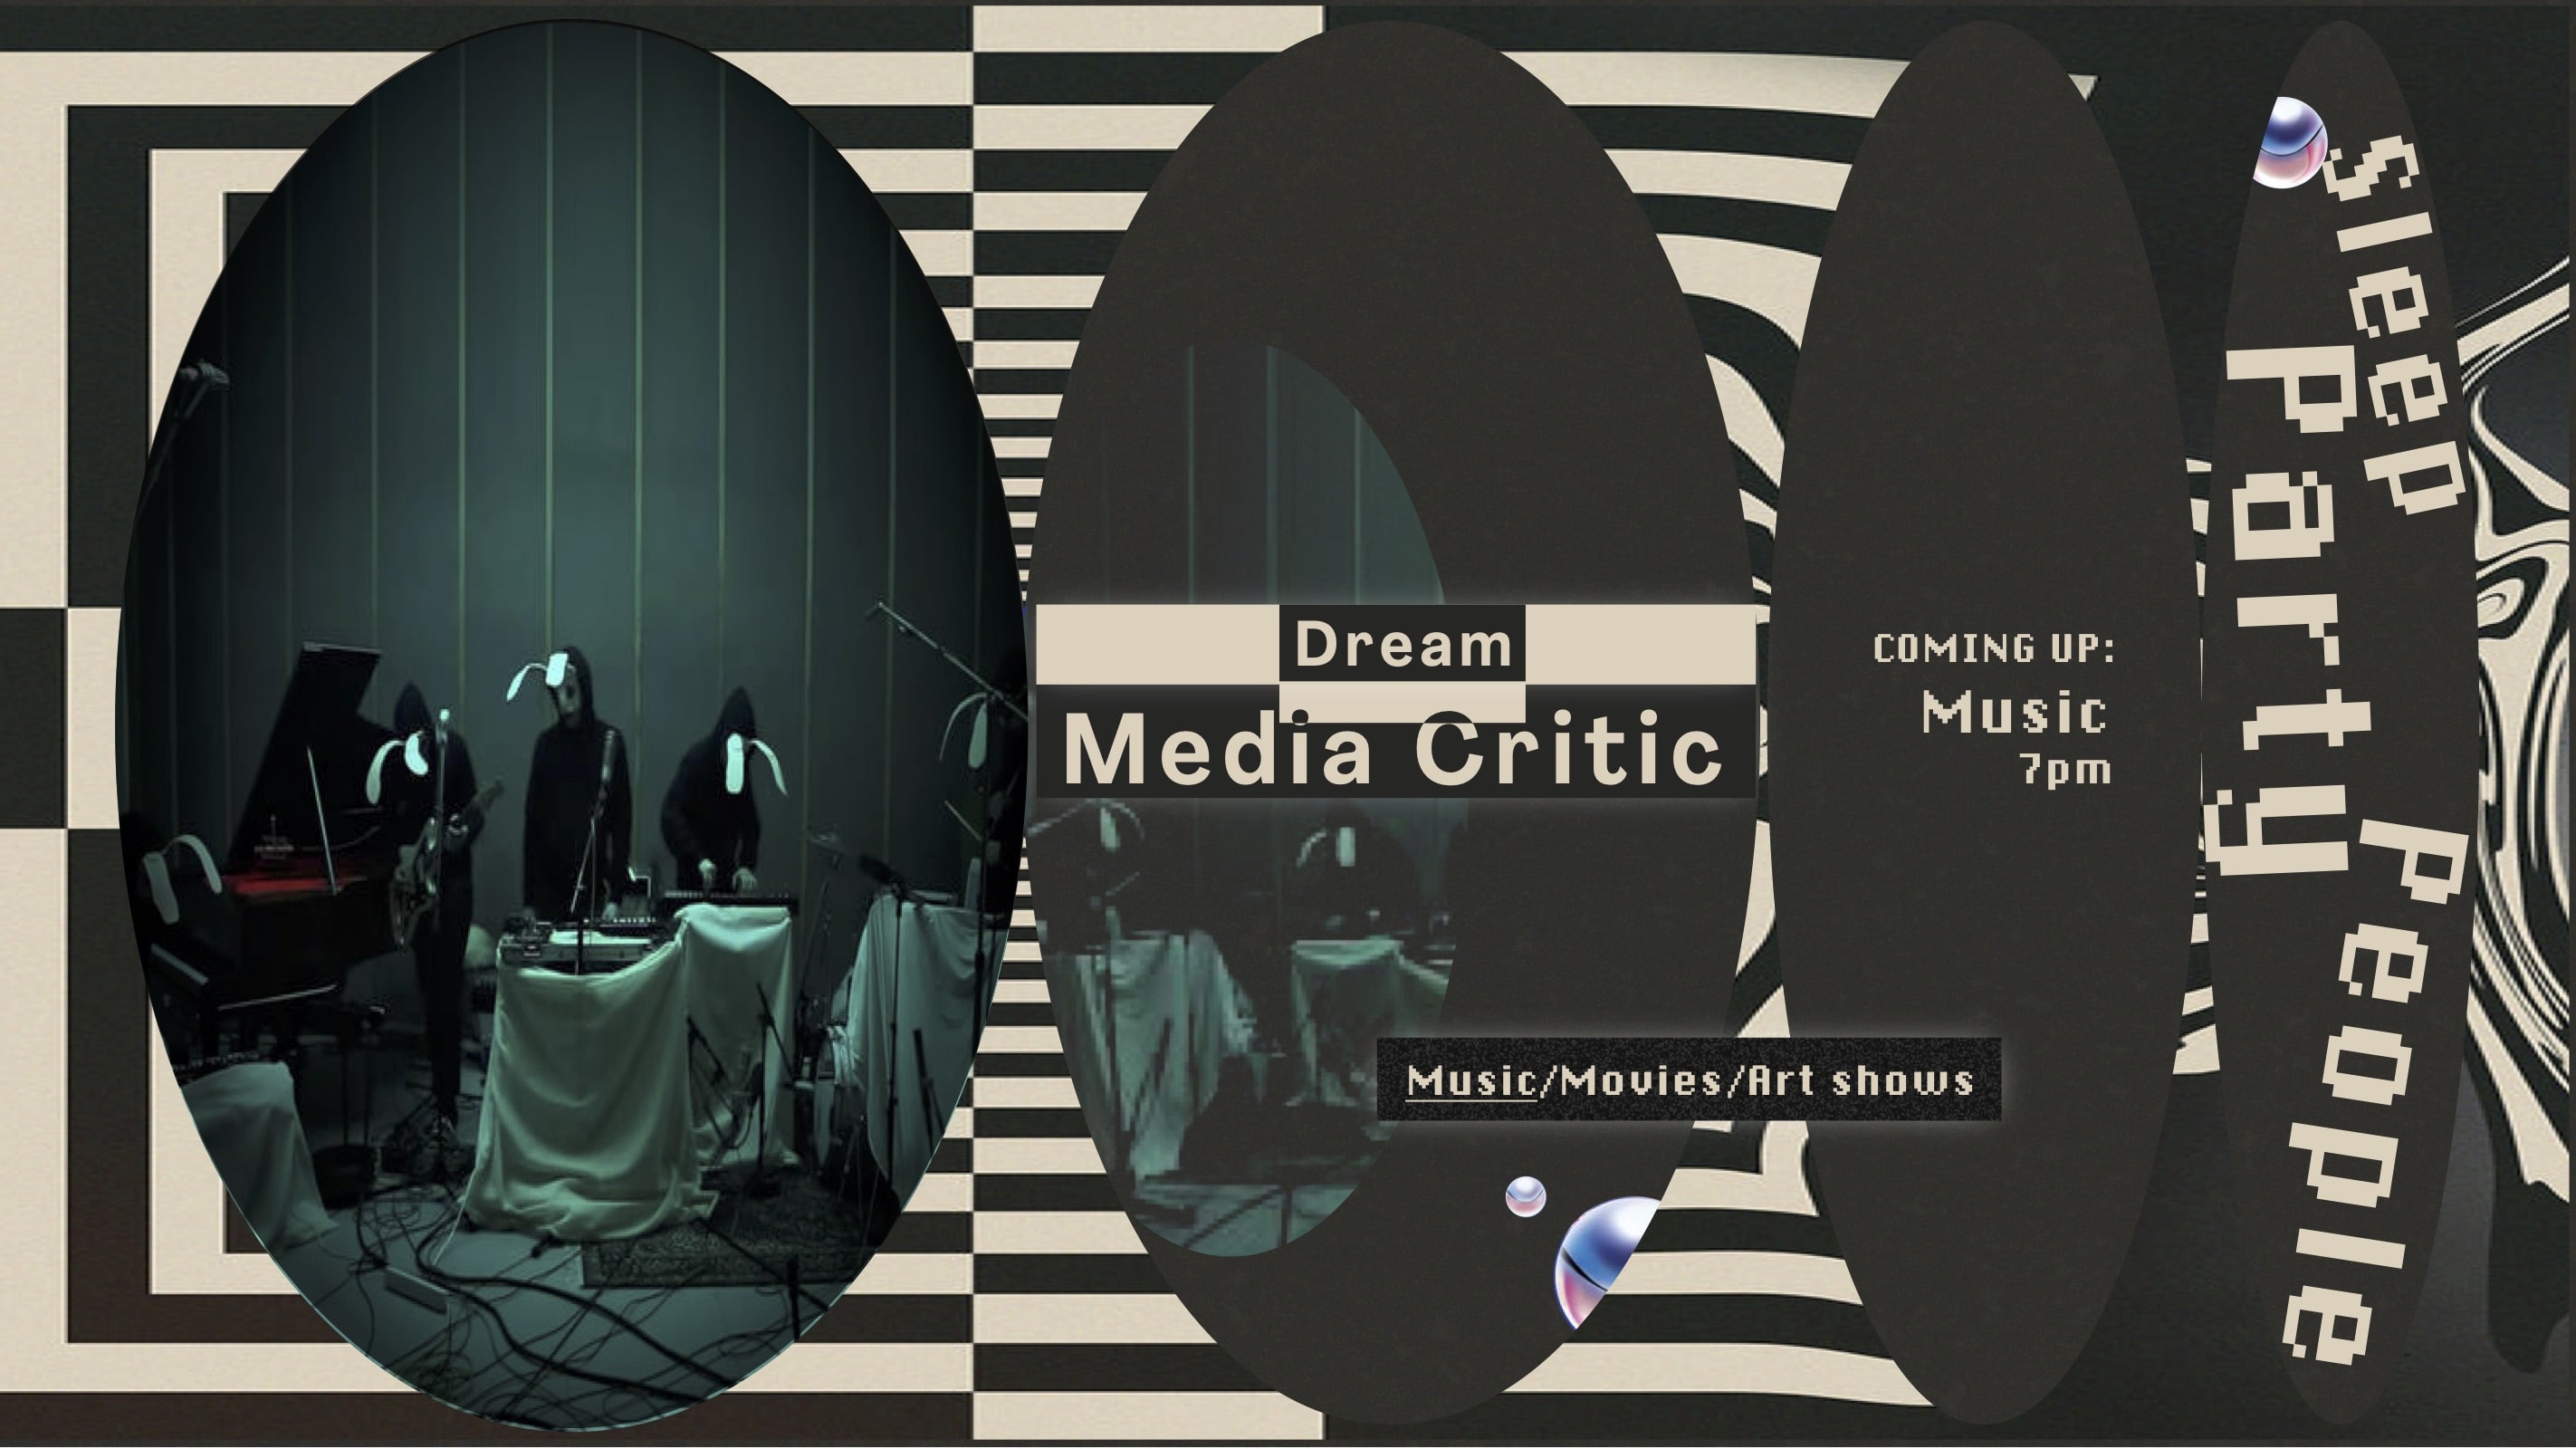 Dream
Media Critic
COMING UP:
Music
7pm
Music/Movies/Art shows
sleep
Party
People